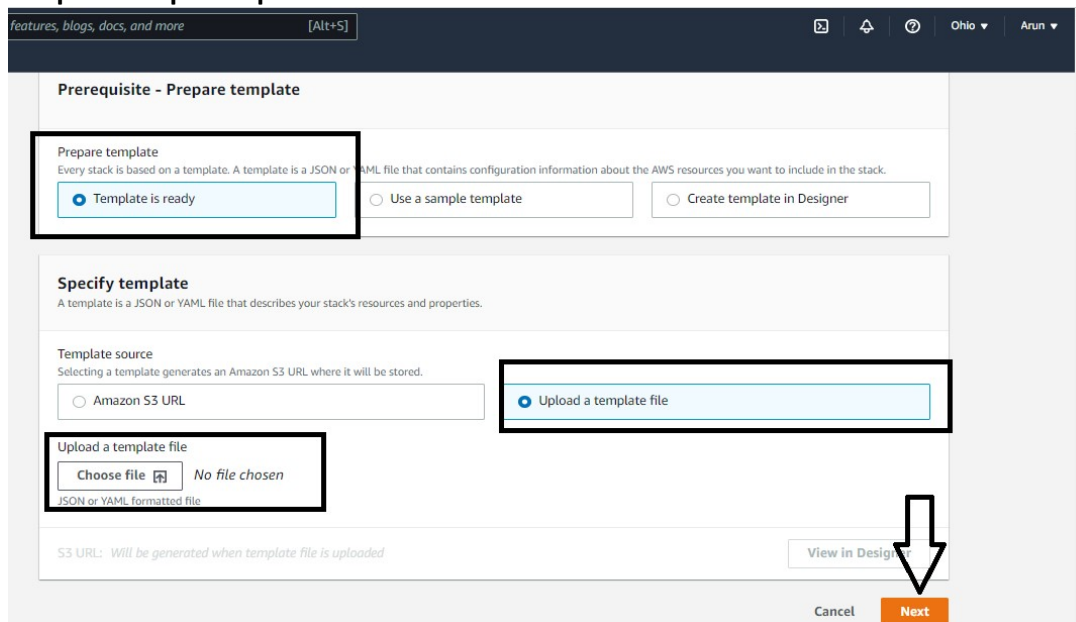 features, blogs, docs, and more [Alt+S] Ohio Arun
Prerequisite - Prepare template
Prepare template
Every stack is based on a template. A template is a JSON or YAML file that contains configuration information about the AWS resources you want to include in the stack.
Template is ready Use a sample template Create template in Designer
Specify template
A template is a JSON or YAML file that describes your stack's resources and properties.
Template source
Selecting a template generates an Amazon S3 URL where it will be stored.
Amazon S3 URL Upload a template file
Upload a template file
Choose file No file chosen
JSON or YAML formatted file
S3 URL: Will be generated when template file is uploaded View in Designer
Cancel Next